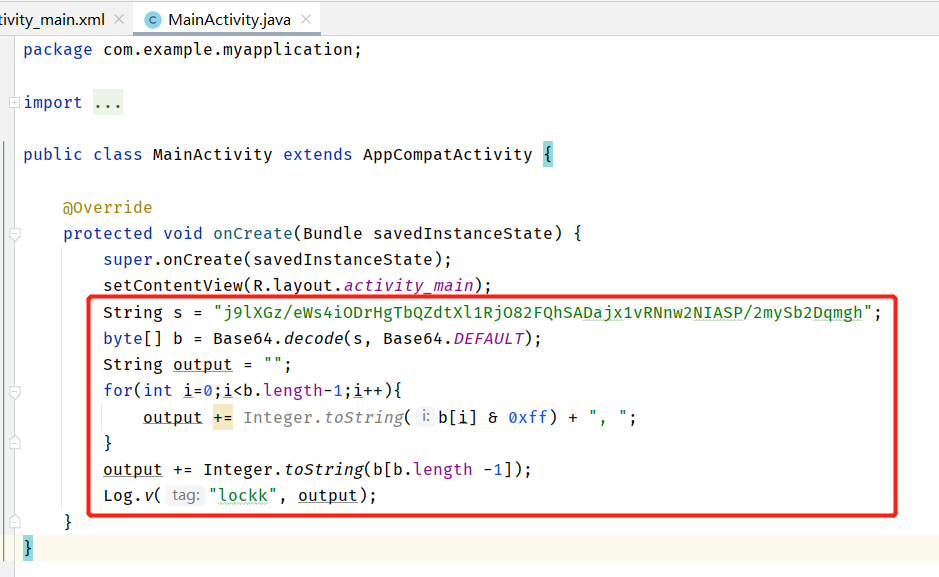 tivity_main.xml × C MainActivity.java ×
package com.example.myapplication;
import ...
public class MainActivity extends AppCompatActivity {
@Override
protected void onCreate(Bundle savedInstanceState) {
super.onCreate(savedInstanceState);
setContentView(R.layout.activity_main);
String s = "j9lXGz/eWs4iODrHgTbQZdtXl1RjO82FQhSADajx1vRNnw2NIASP/2mySb2Dqmgh";
byte[] b = Base64.decode(s, Base64.DEFAULT);
String output = "";
for(int i=0;i<b.length-1;i++){
output += Integer.toString( i: b[i] & 0xff) + ", ";
}
output += Integer.toString(b[b.length -1]);
Log.v( tag: "lockk", output);
}
}